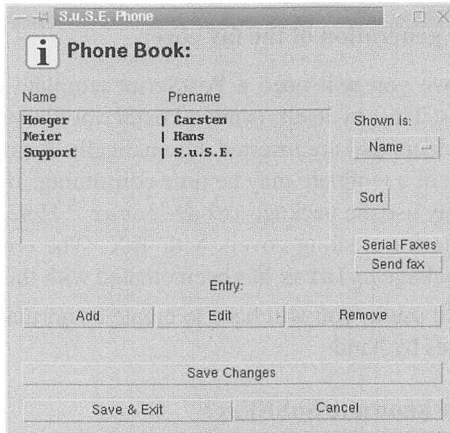 S.u.S.E. Phone
i Phone Book:
Name Prename
Hoeger | Carsten
Meier | Hans
Support | S.u.S.E.
Shown is:
Name
Sort
Serial Faxes
Send fax
Entry:
Add Edit Remove
Save Changes
Save & Exit Cancel